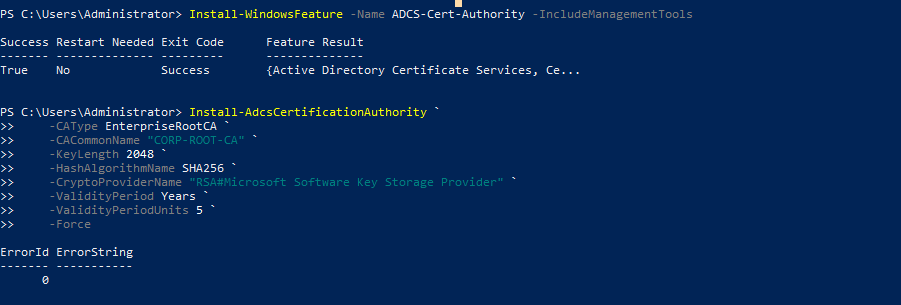 PS C:\Users\Administrator> Install-WindowsFeature -Name ADCS-Cert-Authority -IncludeManagementTools
Success Restart Needed Exit Code      Feature Result
------- -------------- ---------      --------------
True    No             Success        {Active Directory Certificate Services, Ce...
PS C:\Users\Administrator> Install-AdcsCertificationAuthority `
>>     -CAType EnterpriseRootCA `
>>     -CACommonName "CORP-ROOT-CA" `
>>     -KeyLength 2048 `
>>     -HashAlgorithmName SHA256 `
>>     -CryptoProviderName "RSA#Microsoft Software Key Storage Provider" `
>>     -ValidityPeriod Years `
>>     -ValidityPeriodUnits 5 `
>>     -Force
ErrorId ErrorString
------- -----------
      0